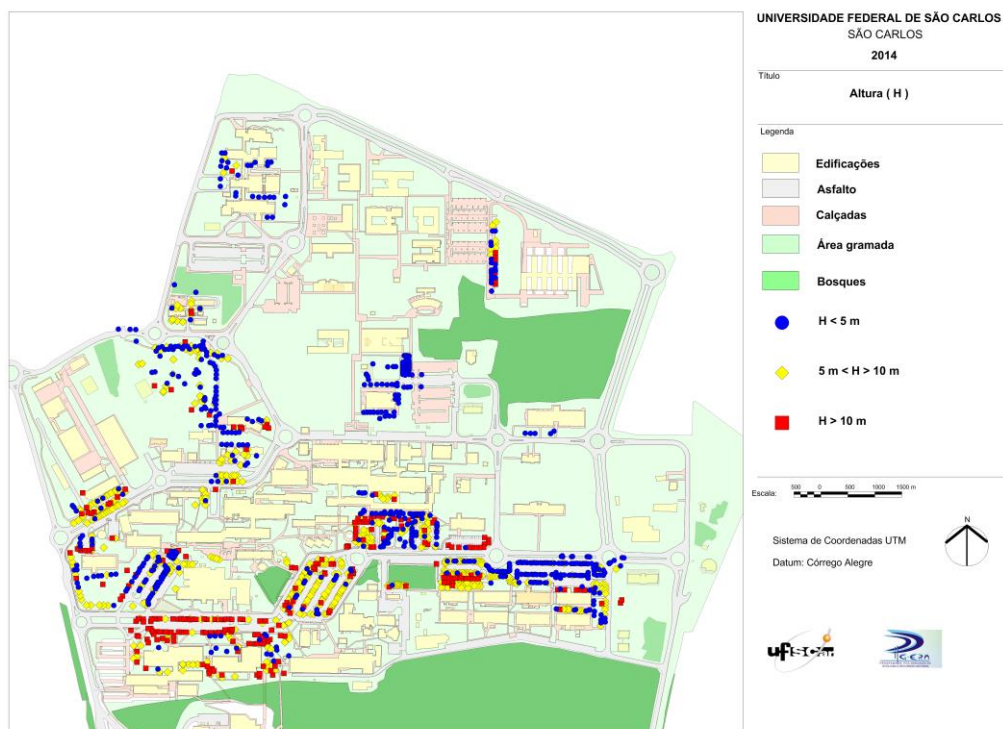 UNIVERSIDADE FEDERAL DE SÃO CARLOS
SÃO CARLOS
2014
Título
Altura ( H )
Legenda
Edificações
Asfalto
Calçadas
Área gramada
Bosques
H < 5 m
5 m < H > 10 m
H > 10 m
Escala:
500 0 500 1000 1500 m
N
Sistema de Coordenadas UTM
Datum: Córrego Alegre
ufscar